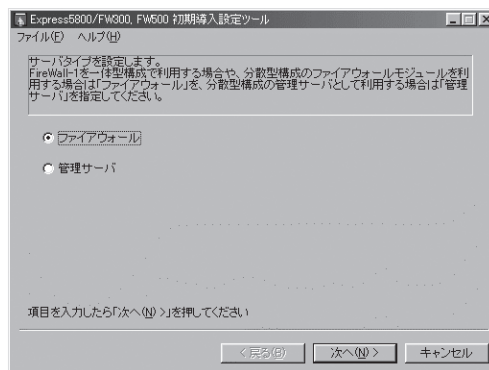 Express5800/FW300, FW500 初期導入設定ツール
ファイル(F) ヘルプ(H)
サーバタイプを設定します。
FireWall-1を一体型構成で利用する場合や、分散型構成のファイアウォールモジュールを利
用する場合は「ファイアウォール」を、分散型構成の管理サーバとして利用する場合は「管理
サーバ」を指定してください。
ファイアウォール
管理サーバ
項目を入力したら「次へ(N) >」を押してください
< 戻る(B)
次へ(N) >
キャンセル